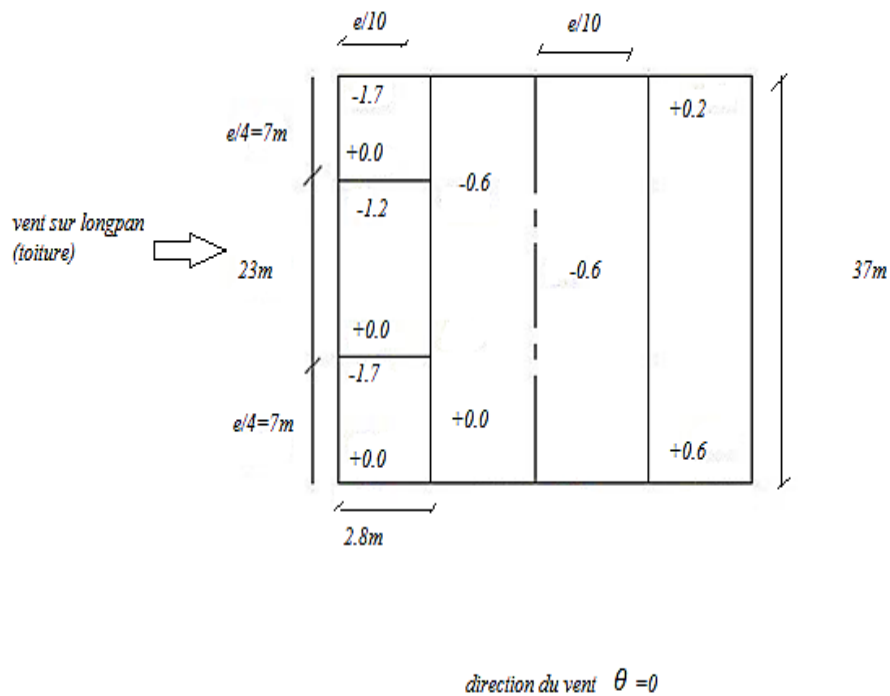 e/10
e/10
-1.7
+0.2
e/4=7m
+0.0
-0.6
-1.2
vent sur longpan
(toiture)
23m
-0.6
37m
+0.0
-1.7
e/4=7m
+0.0
+0.0
+0.6
2.8m
direction du vent θ =0